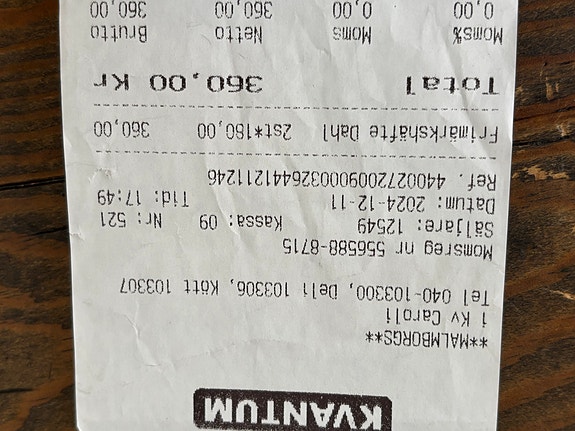 KVANTUM
**MALMBORGS**
i Kv Caroli
Tel 040-103300, Deli 103306, Kött 103307
Momsreg nr 556588-8715
Säljare: 12549 Kassa: 09 Nr: 521
Datum: 2024-12-11 Tid: 17:49
Ref. 44002720090003264412112​46
Frimärkshäfte Dahl 2st*180,00 360,00
Total 360,00 Kr
Moms% Moms Netto Brutto
0,00 0,00 360,00 360,00